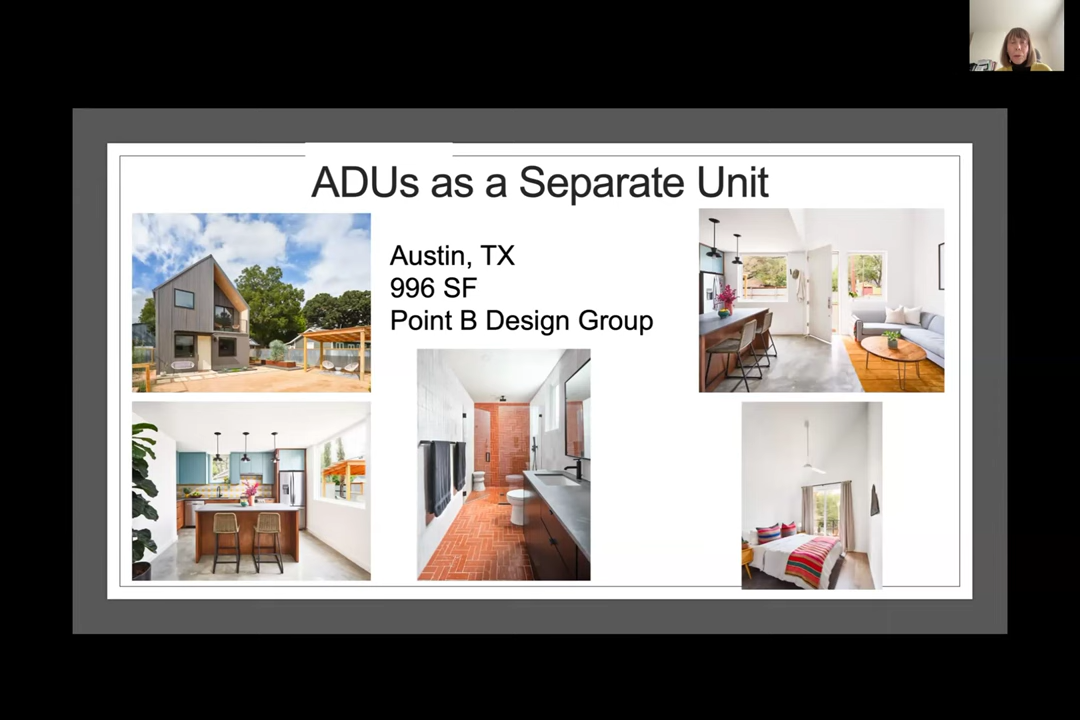 ADUs as a Separate Unit
Austin, TX
996 SF
Point B Design Group